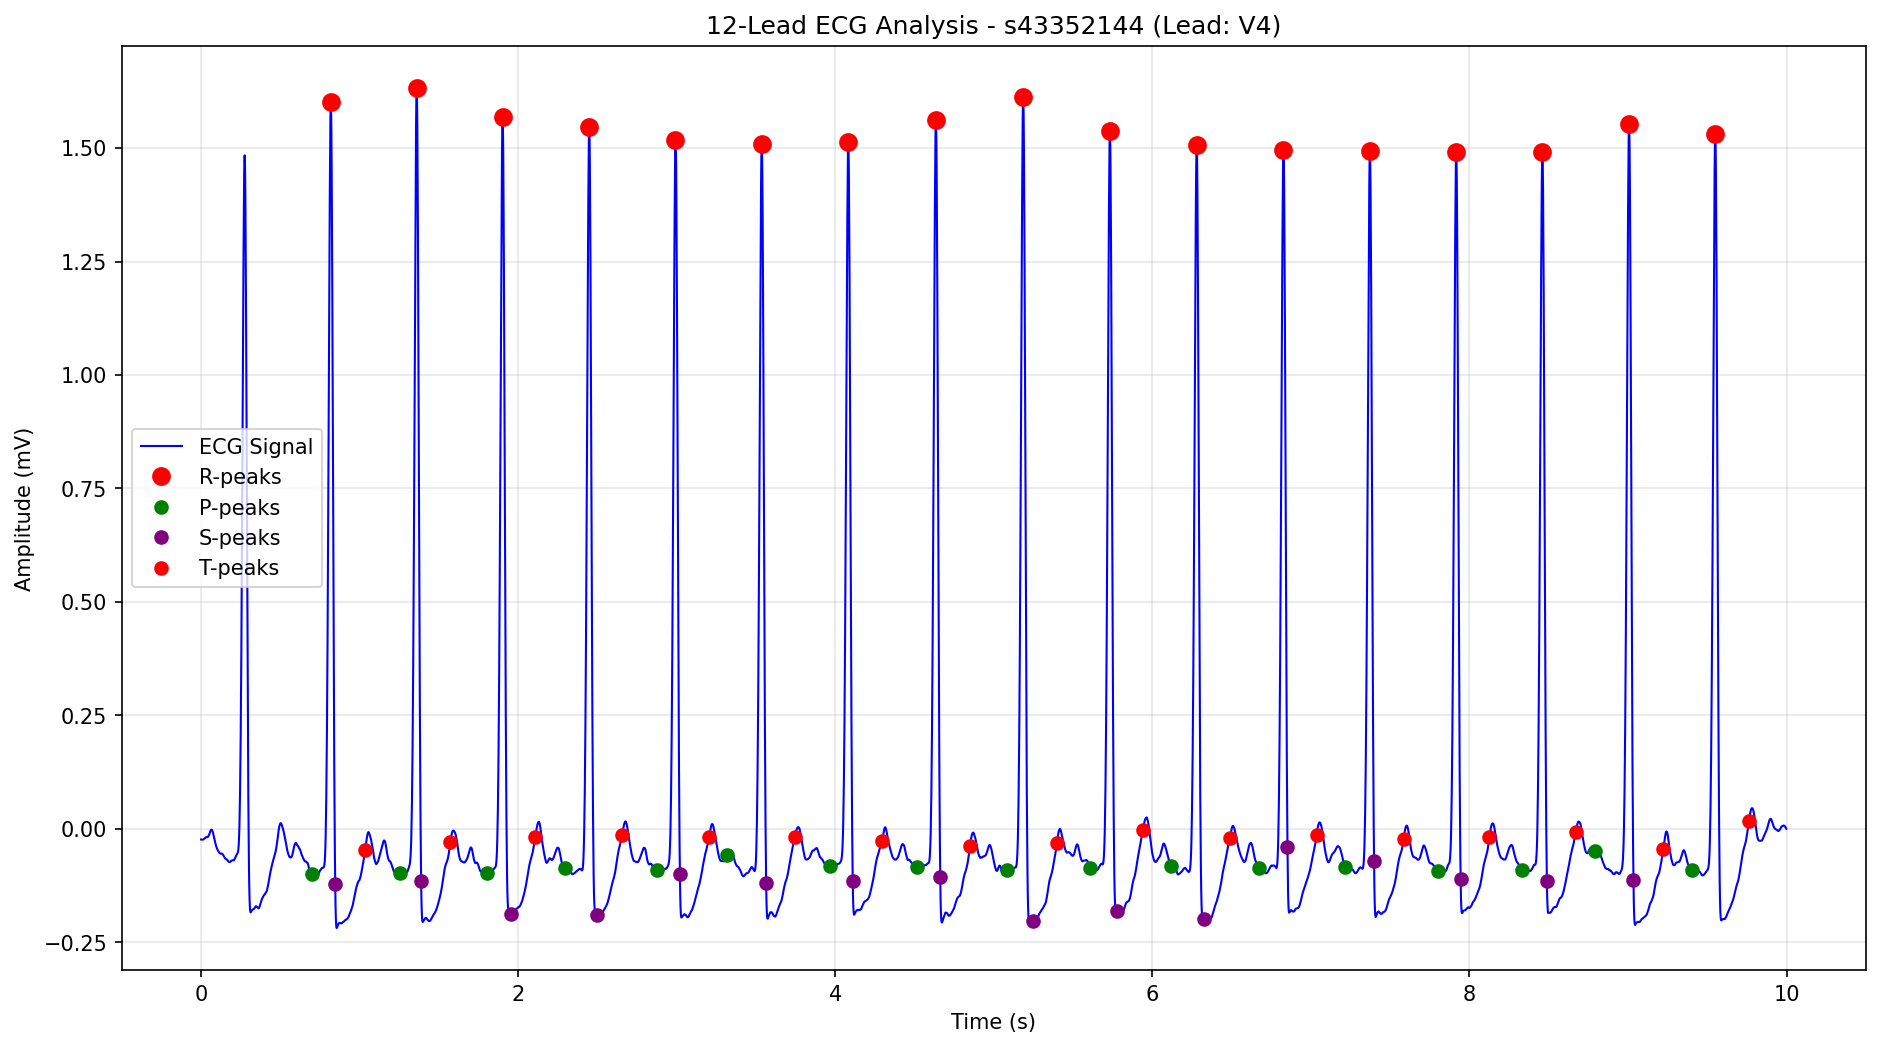 12-Lead ECG Analysis - s43352144 (Lead: V4)
Amplitude (mV)
1.50
1.25
1.00
0.75
0.50
0.25
0.00
−0.25
ECG Signal
R-peaks
P-peaks
S-peaks
T-peaks
0 2 4 6 8 10
Time (s)